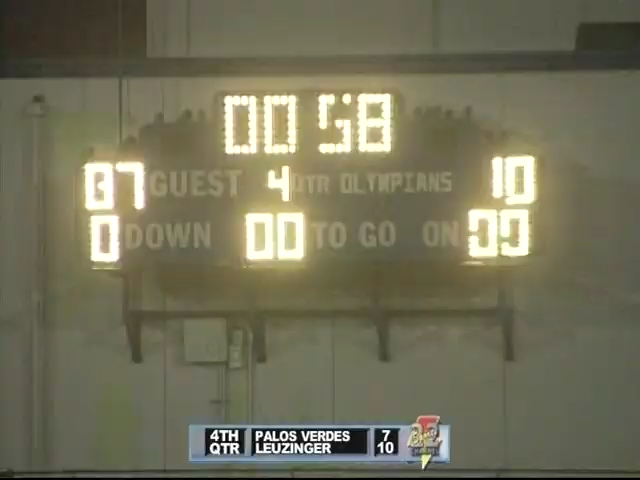 00 58
07 GUEST 4 QTR OLYMPIANS 10
0 DOWN 00 TO GO ON
4TH PALOS VERDES 7
QTR LEUZINGER 10